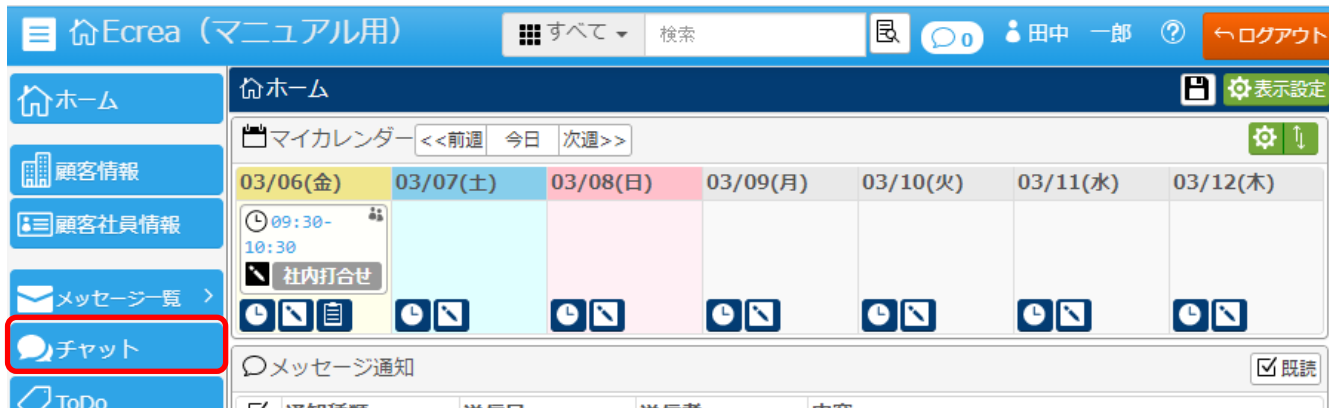 Ecrea（マニュアル用）
すべて
検索
0
田中 一郎
ログアウト
ホーム
顧客情報
顧客社員情報
メッセージ一覧
チャット
ToDo
ホーム
表示設定
マイカレンダー
<<前週
今日
次週>>
03/06(金)
03/07(土)
03/08(日)
03/09(月)
03/10(火)
03/11(水)
03/12(木)
09:30-
10:30
社内打合せ
メッセージ通知
既読